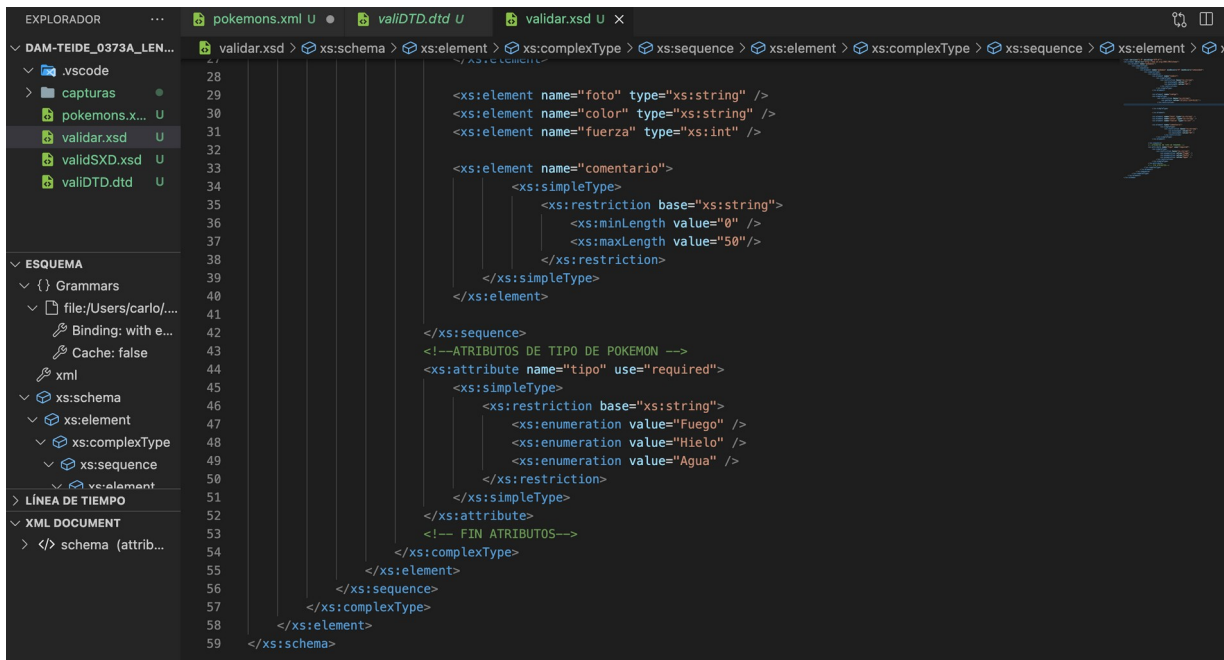 EXPLORADOR ···
DAM-TEIDE_0373A_LEN...
.vscode
capturas
pokemons.x... U
validar.xsd U
validSXD.xsd U
valiDTD.dtd U
ESQUEMA
{} Grammars
file:/Users/carlo/....
Binding: with e...
Cache: false
xml
xs:schema
xs:element
xs:complexType
xs:sequence
xs:element
LÍNEA DE TIEMPO
XML DOCUMENT
</> schema (attrib...
pokemons.xml U ● valiDTD.dtd U validar.xsd U ×
validar.xsd > xs:schema > xs:element > xs:complexType > xs:sequence > xs:element > xs:complexType > xs:sequence > xs:element >
27 </xs:element>
28
29 <xs:element name="foto" type="xs:string" />
30 <xs:element name="color" type="xs:string" />
31 <xs:element name="fuerza" type="xs:int" />
32
33 <xs:element name="comentario">
34 <xs:simpleType>
35 <xs:restriction base="xs:string">
36 <xs:minLength value="0" />
37 <xs:maxLength value="50"/>
38 </xs:restriction>
39 </xs:simpleType>
40 </xs:element>
41
42 </xs:sequence>
43 <!--ATRIBUTOS DE TIPO DE POKEMON -->
44 <xs:attribute name="tipo" use="required">
45 <xs:simpleType>
46 <xs:restriction base="xs:string">
47 <xs:enumeration value="Fuego" />
48 <xs:enumeration value="Hielo" />
49 <xs:enumeration value="Agua" />
50 </xs:restriction>
51 </xs:simpleType>
52 </xs:attribute>
53 <!-- FIN ATRIBUTOS-->
54 </xs:complexType>
55 </xs:element>
56 </xs:sequence>
57 </xs:complexType>
58 </xs:element>
59 </xs:schema>